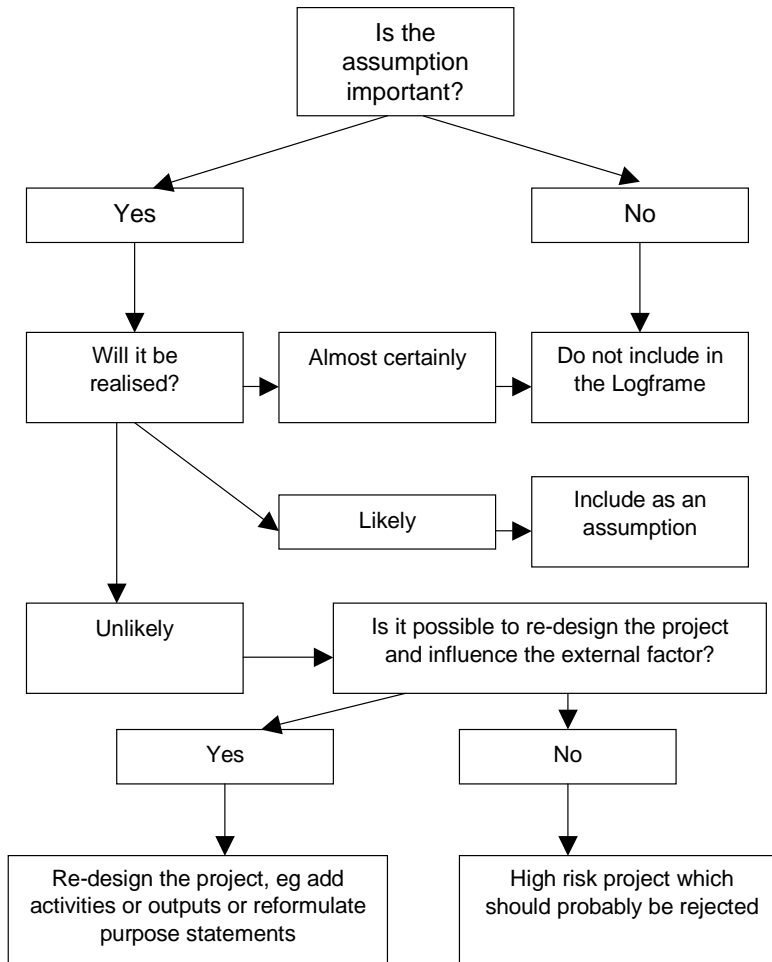 Is the
assumption
important?
Yes
No
Will it be
realised?
Almost certainly
Do not include in
the Logframe
Likely
Include as an
assumption
Unlikely
Is it possible to re-design the project
and influence the external factor?
Yes
No
Re-design the project, eg add
activities or outputs or reformulate
purpose statements
High risk project which
should probably be rejected